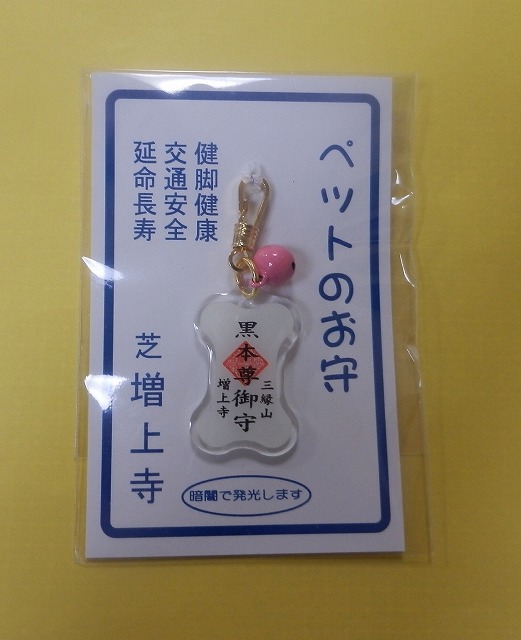 ペットのお守
健脚健康
交通安全
延命長寿
三縁山
黒本尊御守
増上寺
芝増上寺
暗闇で発光します